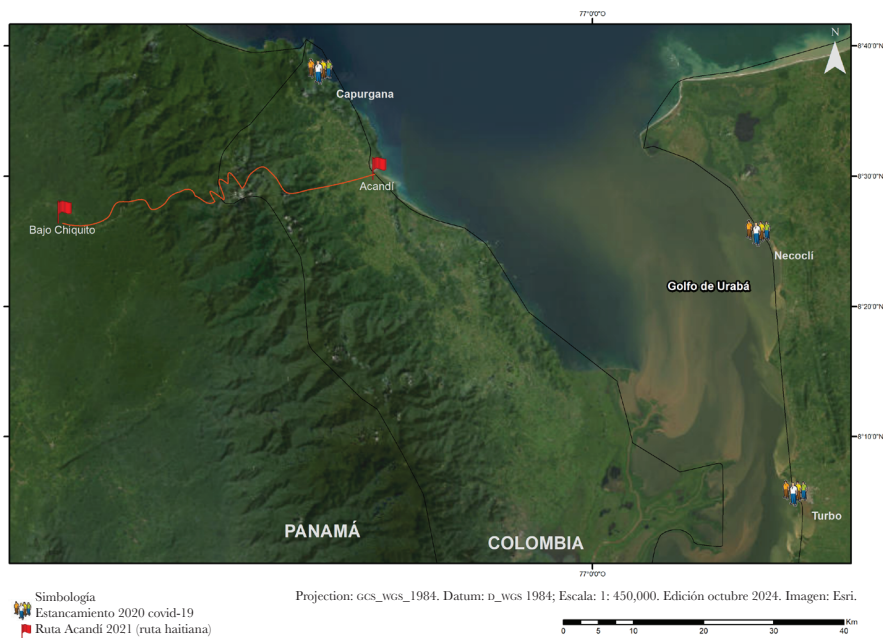 77°0'0"O
N
8°40'0"N
Capurgana
8°30'0"N
Acandí
Bajo Chiquito
Necoclí
Golfo de Urabá
8°20'0"N
8°10'0"N
Turbo
PANAMÁ
COLOMBIA
77°0'0"O
Simbología
Estancamiento 2020 covid-19
Ruta Acandí 2021 (ruta haitiana)
Projection: GCS_WGS_1984. Datum: D_WGS 1984; Escala: 1: 450,000. Edición octubre 2024. Imagen: Esri.
Km
0 5 10 20 30 40